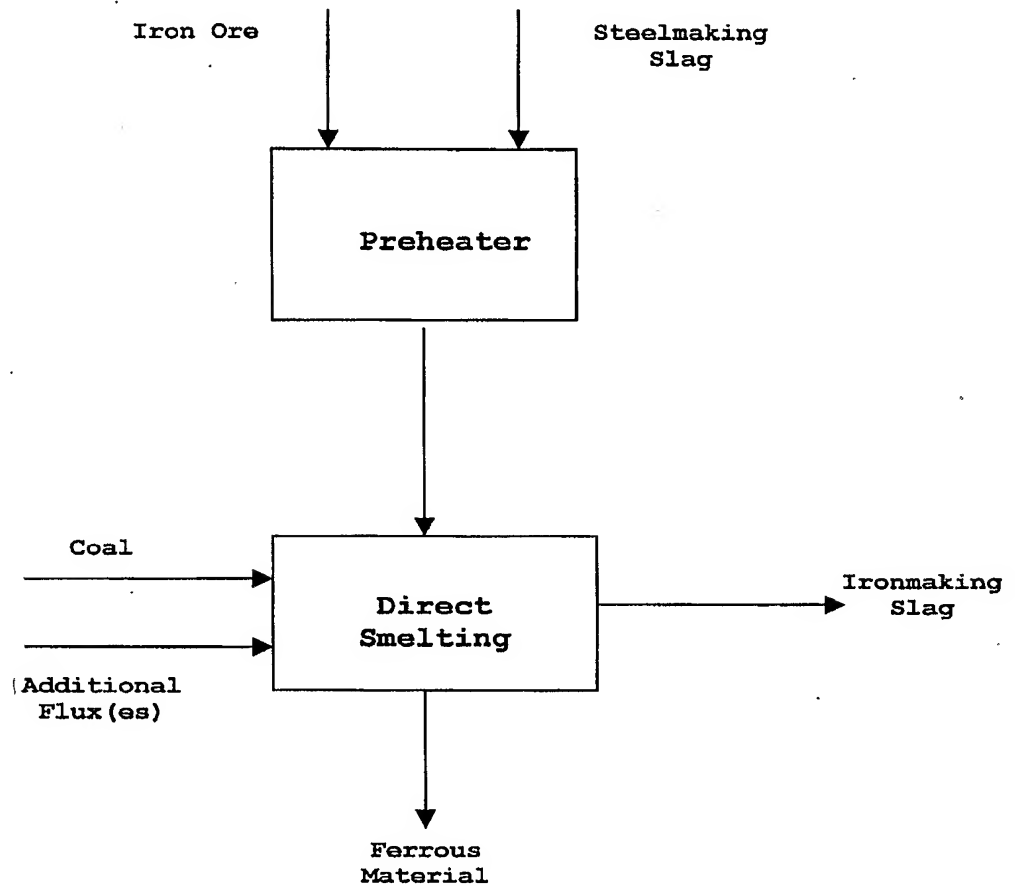 Iron Ore
Steelmaking
Slag
Preheater
Coal
Direct
Smelting
Ironmaking
Slag
Additional
Flux(es)
Ferrous
Material